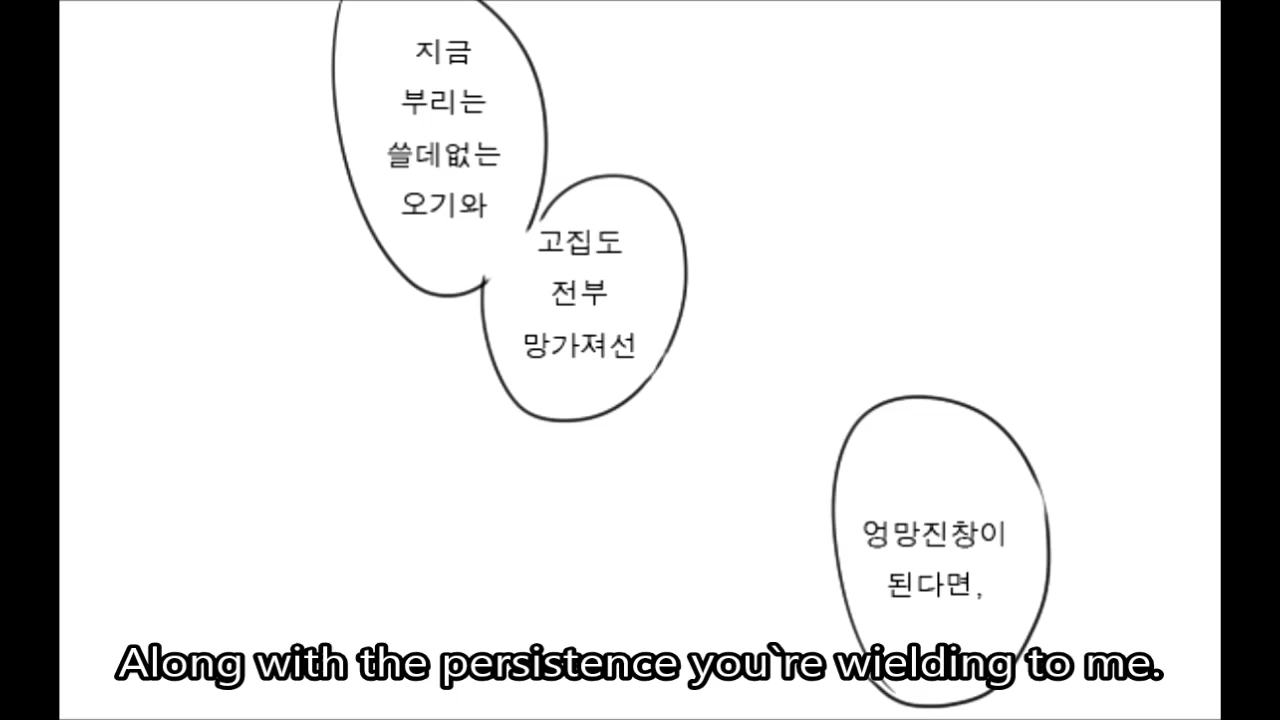 지금
부리는
쓸데없는
오기와
고집도
전부
망가져선
엉망진창이
된다면,
Along with the persistence you`re wielding to me.